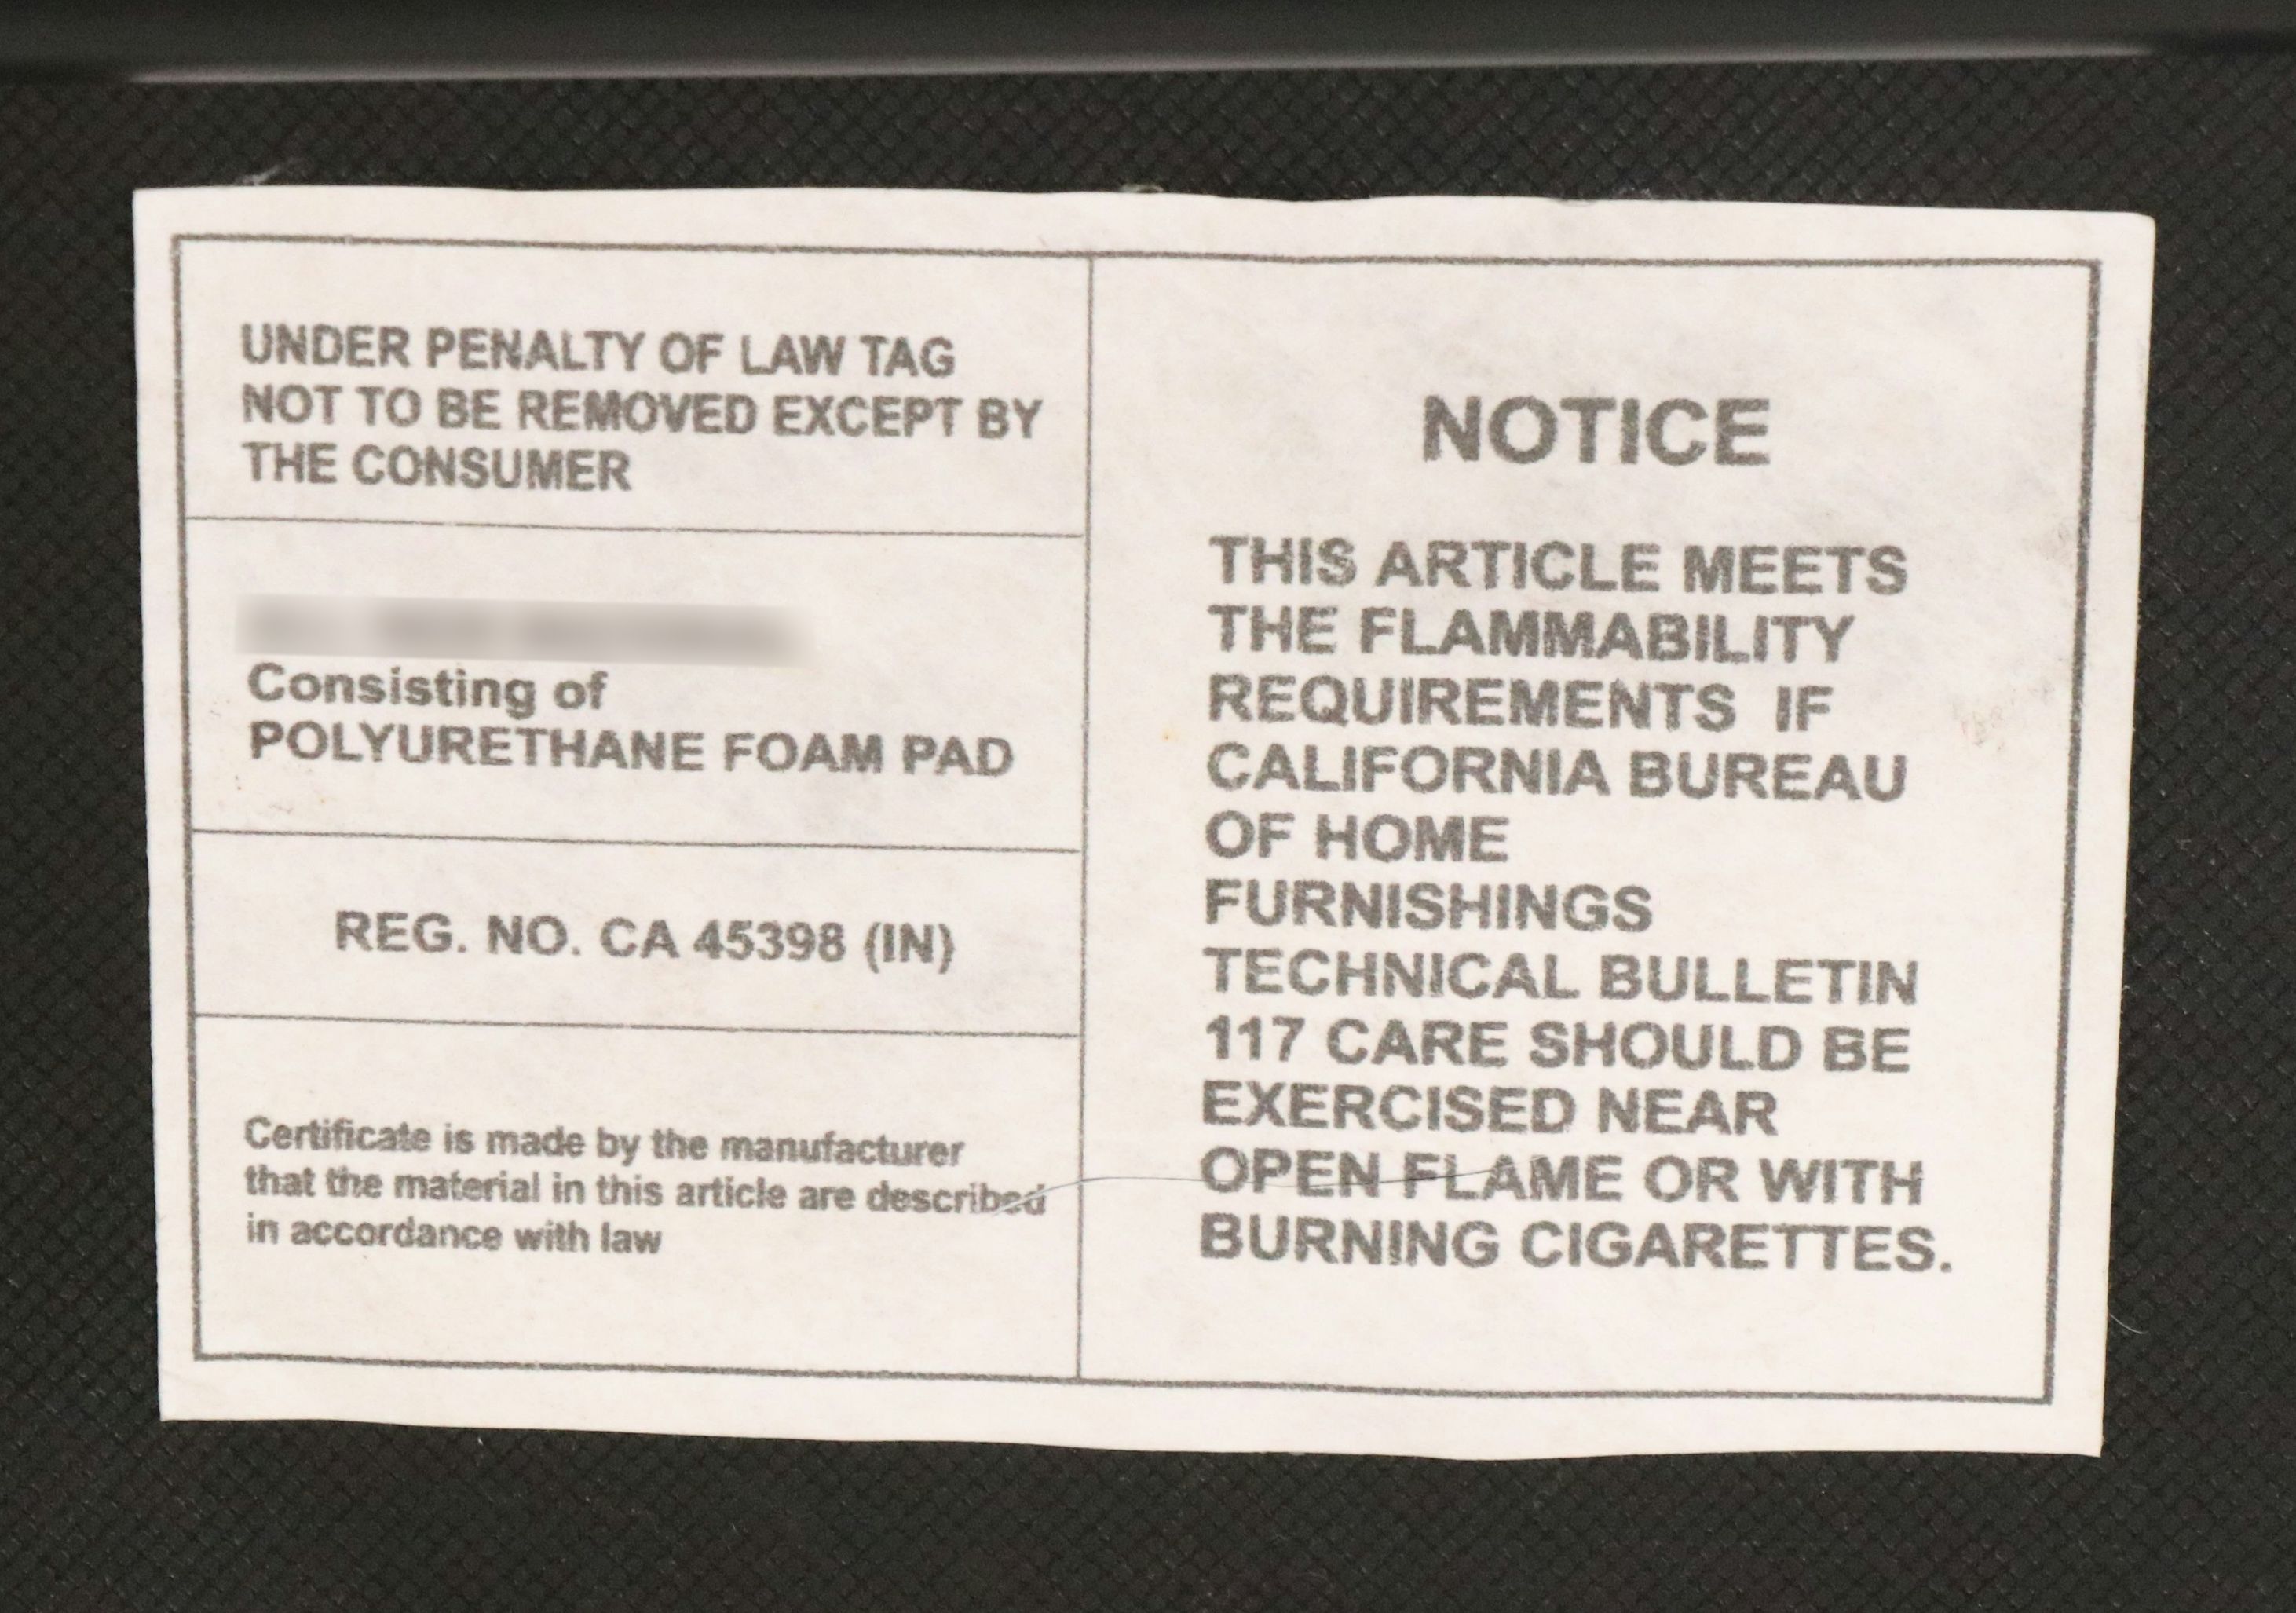 UNDER PENALTY OF LAW TAG
NOT TO BE REMOVED EXCEPT BY
THE CONSUMER
Consisting of
POLYURETHANE FOAM PAD
REG. NO. CA 45398 (IN)
Certificate is made by the manufacturer
that the material in this article are described
in accordance with law
NOTICE
THIS ARTICLE MEETS
THE FLAMMABILITY
REQUIREMENTS IF
CALIFORNIA BUREAU
OF HOME
FURNISHINGS
TECHNICAL BULLETIN
117 CARE SHOULD BE
EXERCISED NEAR
OPEN FLAME OR WITH
BURNING CIGARETTES.